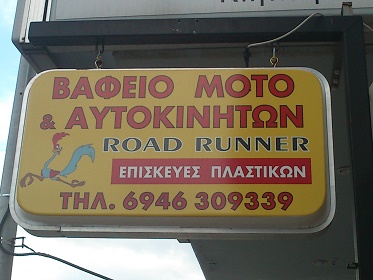 ΒΑΦΕΙΟ ΜΟΤΟ
& ΑΥΤΟΚΙΝΗΤΩΝ
ROAD RUNNER
ΕΠΙΣΚΕΥΕΣ ΠΛΑΣΤΙΚΩΝ
ΤΗΛ. 6946 309339